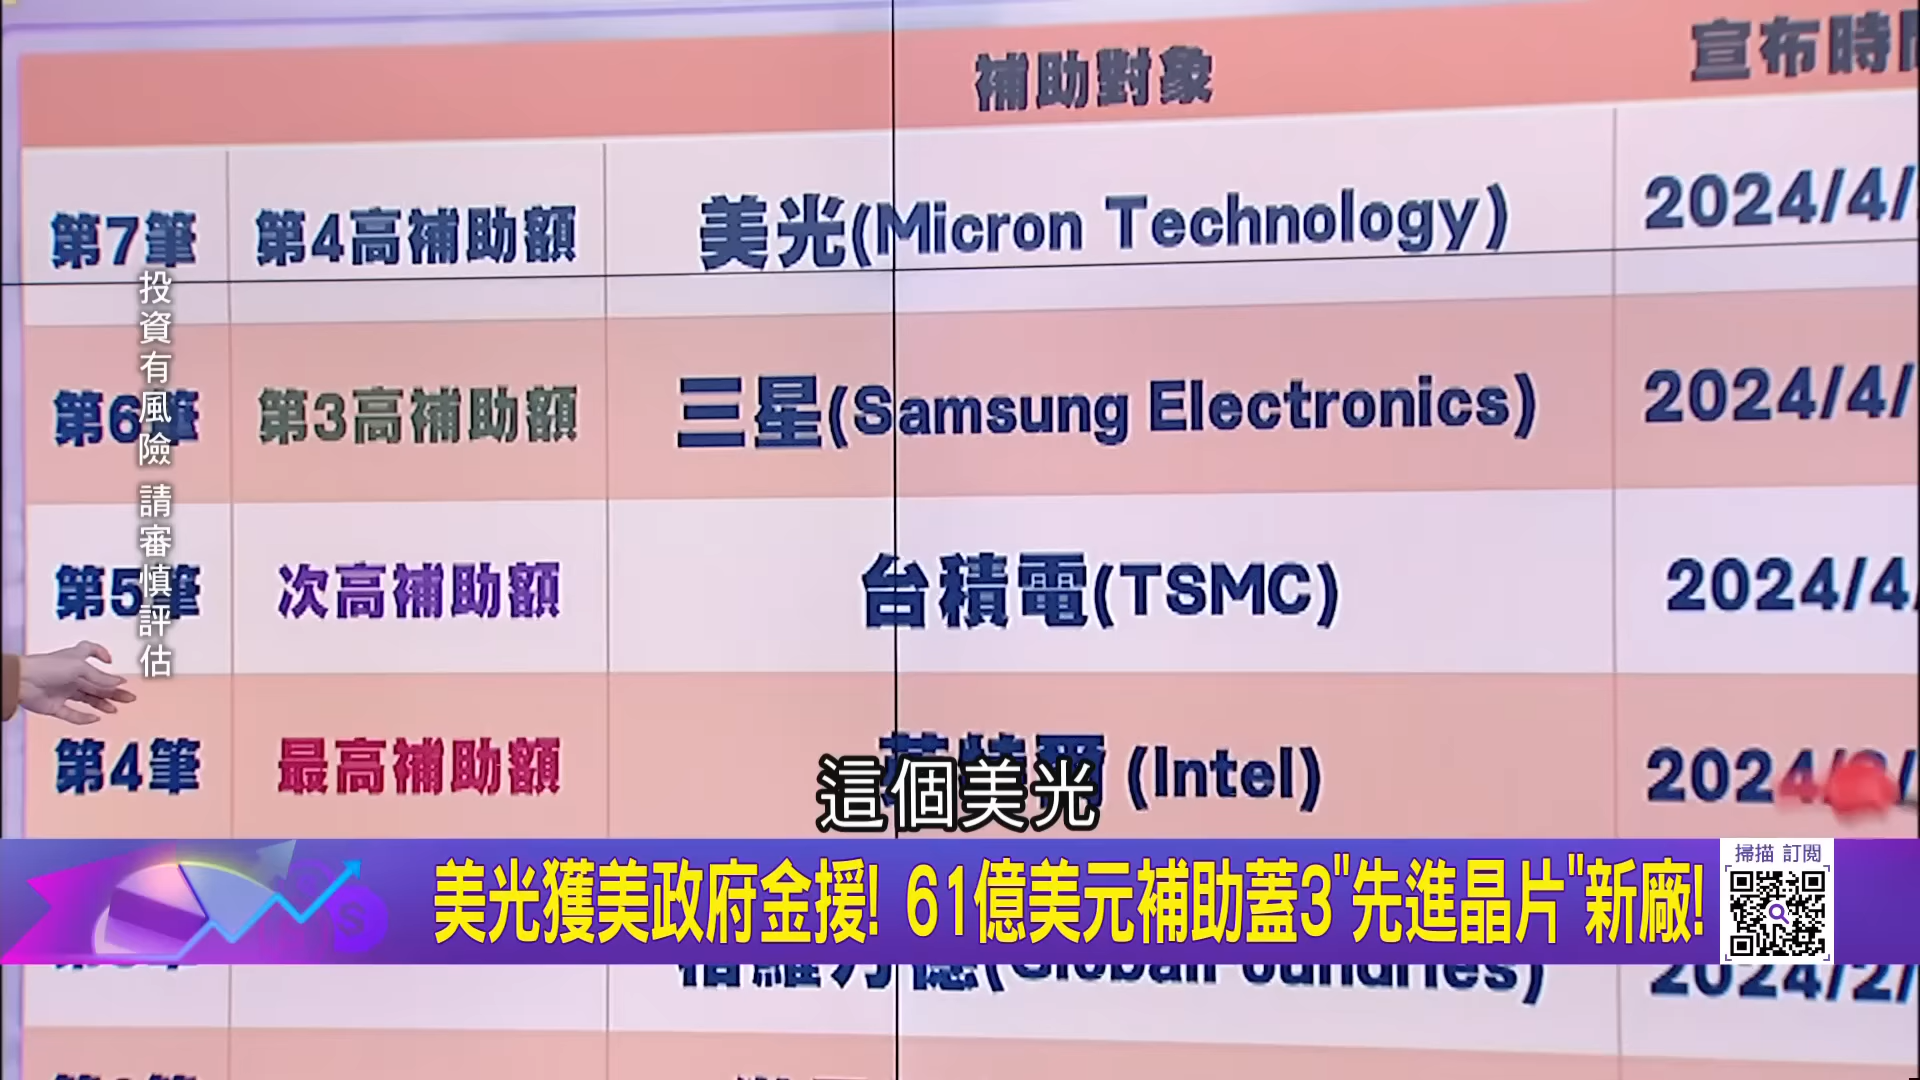 補助對象 宣布時
第7筆 第4高補助額 美光(Micron Technology) 2024/4/
第6筆 第3高補助額 三星(Samsung Electronics) 2024/4/
第5筆 次高補助額 台積電(TSMC) 2024/4/
第4筆 最高補助額 (Intel) 2024/
投資有風險 請審慎評估
這個美光
美光獲美政府金援! 61億美元補助蓋3"先進晶片"新廠!
掃描 訂閱
(GlobalFoundries) 2024/2/